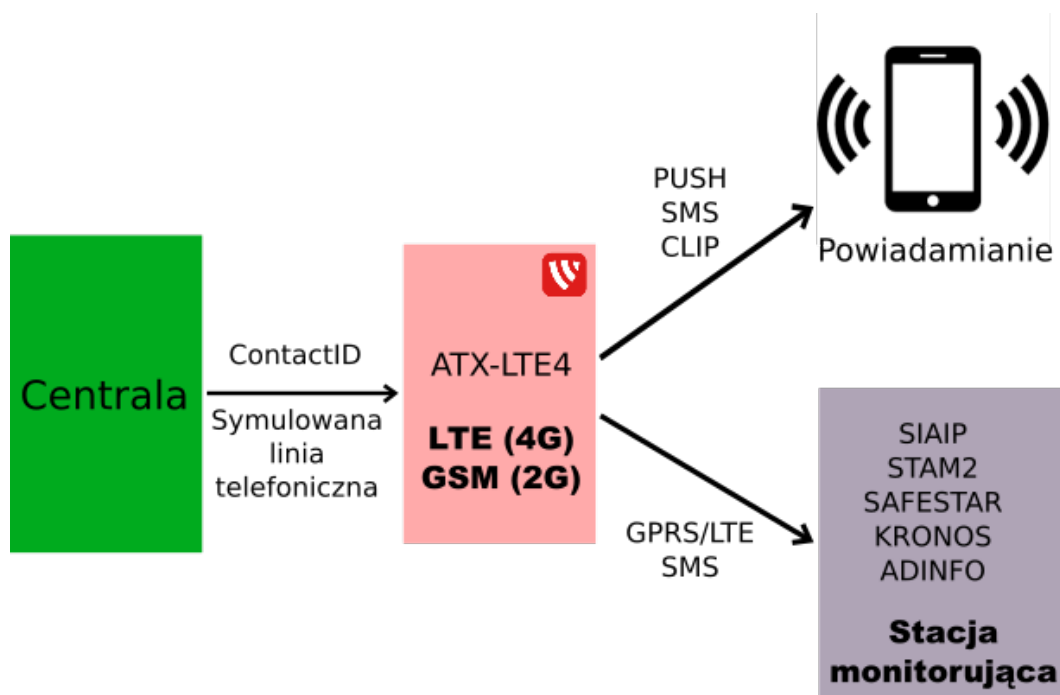 Centrala
ContactID
Symulowana
linia
telefoniczna
ATX-LTE4
LTE (4G)
GSM (2G)
PUSH
SMS
CLIP
Powiadamianie
GPRS/LTE
SMS
SIAIP
STAM2
SAFESTAR
KRONOS
ADINFO
Stacja
monitorująca